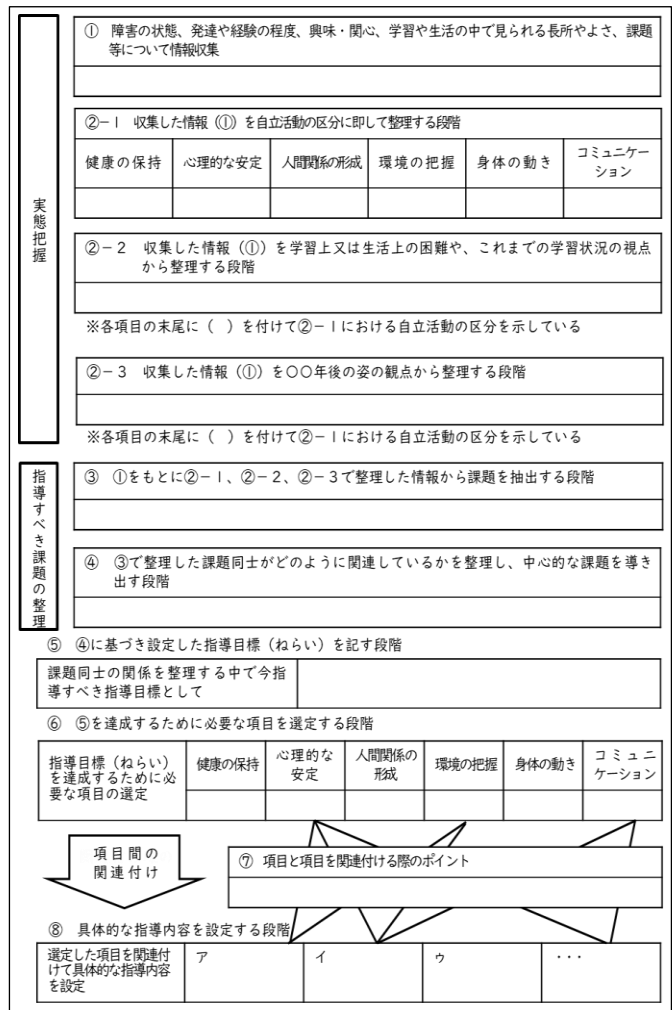 実態把握
① 障害の状態、発達や経験の程度、興味・関心、学習や生活の中で見られる長所やよさ、課題
等について情報収集
②-1 収集した情報（①）を自立活動の区分に即して整理する段階
健康の保持
心理的な安定
人間関係の形成
環境の把握
身体の動き
コミュニケー
ション
②-2 収集した情報（①）を学習上又は生活上の困難や、これまでの学習状況の視点
から整理する段階
※各項目の末尾に（ ）を付けて②-1における自立活動の区分を示している
②-3 収集した情報（①）を〇〇年後の姿の観点から整理する段階
※各項目の末尾に（ ）を付けて②-1における自立活動の区分を示している
指導すべき課題の整理
③ ①をもとに②-1、②-2、②-3で整理した情報から課題を抽出する段階
④ ③で整理した課題同士がどのように関連しているかを整理し、中心的な課題を導き
出す段階
⑤ ④に基づき設定した指導目標（ねらい）を記す段階
課題同士の関係を整理する中で今指
導すべき指導目標として
⑥ ⑤を達成するために必要な項目を選定する段階
指導目標（ねらい）
を達成するために必
要な項目の選定
健康の保持
心理的な
安定
人間関係の
形成
環境の把握
身体の動き
コミュニ
ケーション
項目間の
関連付け
⑦ 項目と項目を関連付ける際のポイント
⑧ 具体的な指導内容を設定する段階
選定した項目を関連付
けて具体的な指導内容
を設定
ア
イ
ゥ
・・・